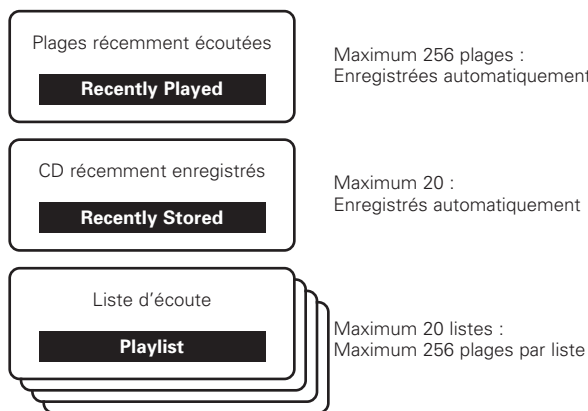 Plages récemment écoutées
Recently Played
Maximum 256 plages :
Enregistrées automatiquement
CD récemment enregistrés
Recently Stored
Maximum 20 :
Enregistrés automatiquement
Liste d’écoute
Playlist
Maximum 20 listes :
Maximum 256 plages par liste